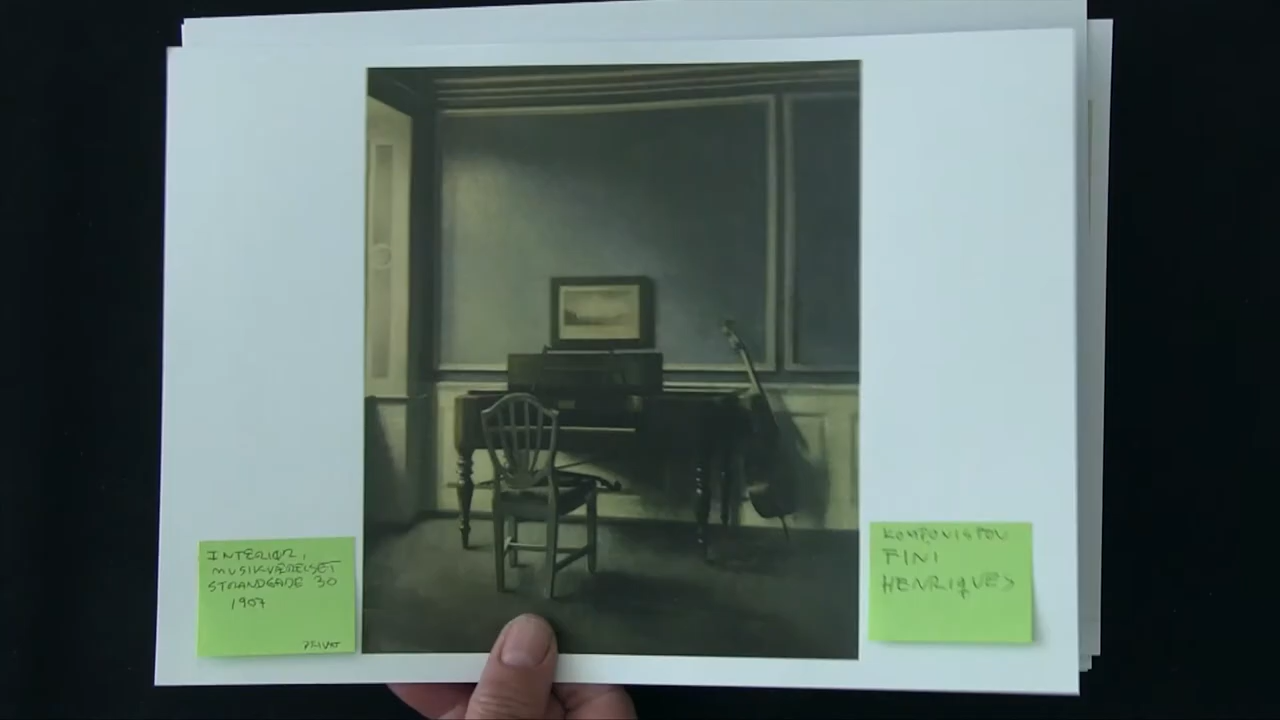 INTERIØR,
MUSIKVÆRELSET
STRANDGADE 30
1907
PRIVAT
KOMPONISTEN
FINI
HENRIQUES